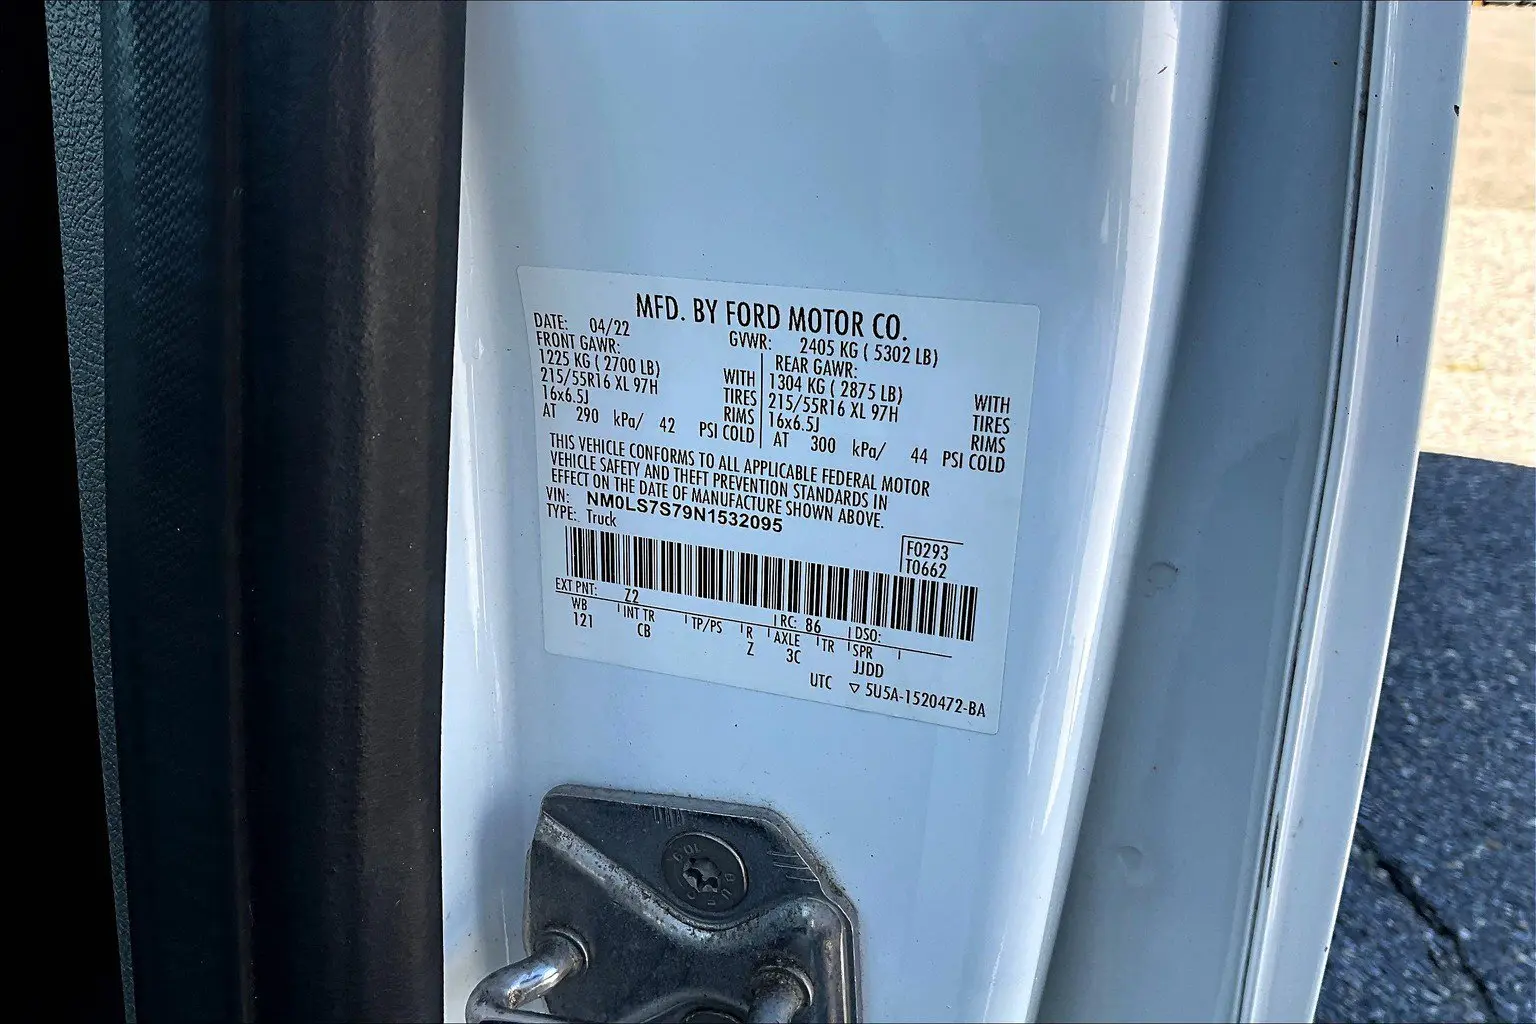 MFD. BY FORD MOTOR CO.
DATE: 04/22 GVWR: 2405 KG ( 5302 LB)
FRONT GAWR: REAR GAWR:
1225 KG ( 2700 LB) WITH 1304 KG ( 2875 LB) WITH
215/55R16 XL 97H TIRES 215/55R16 XL 97H TIRES
16x6.5J RIMS 16x6.5J RIMS
AT 290 kPa/ 42 PSI COLD AT 300 kPa/ 44 PSI COLD
THIS VEHICLE CONFORMS TO ALL APPLICABLE FEDERAL MOTOR
VEHICLE SAFETY AND THEFT PREVENTION STANDARDS IN
EFFECT ON THE DATE OF MANUFACTURE SHOWN ABOVE.
VIN: NM0LS7S79N1532095
TYPE: Truck
F0293
T0662
EXT PNT: Z2 RC: 86 DSO:
WB INT TR TP/PS R AXLE TR SPR
121 CB Z 3C JJDD
UTC ▽ 5U5A-1520472-BA